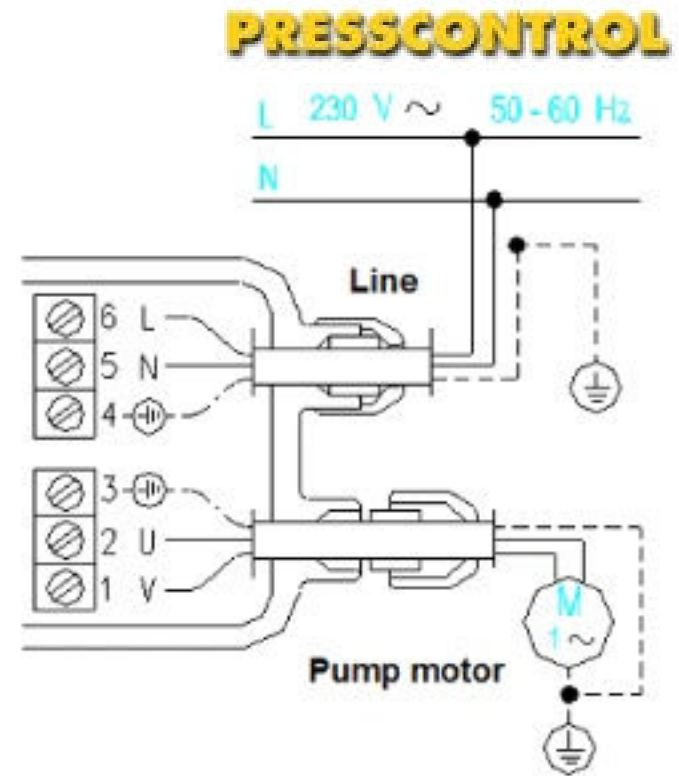 PRESSCONTROL
L 230 V ~ 50 - 60 Hz
N
Line
6 L
5 N
4
3
2 U
1 V
M
1 ~
Pump motor